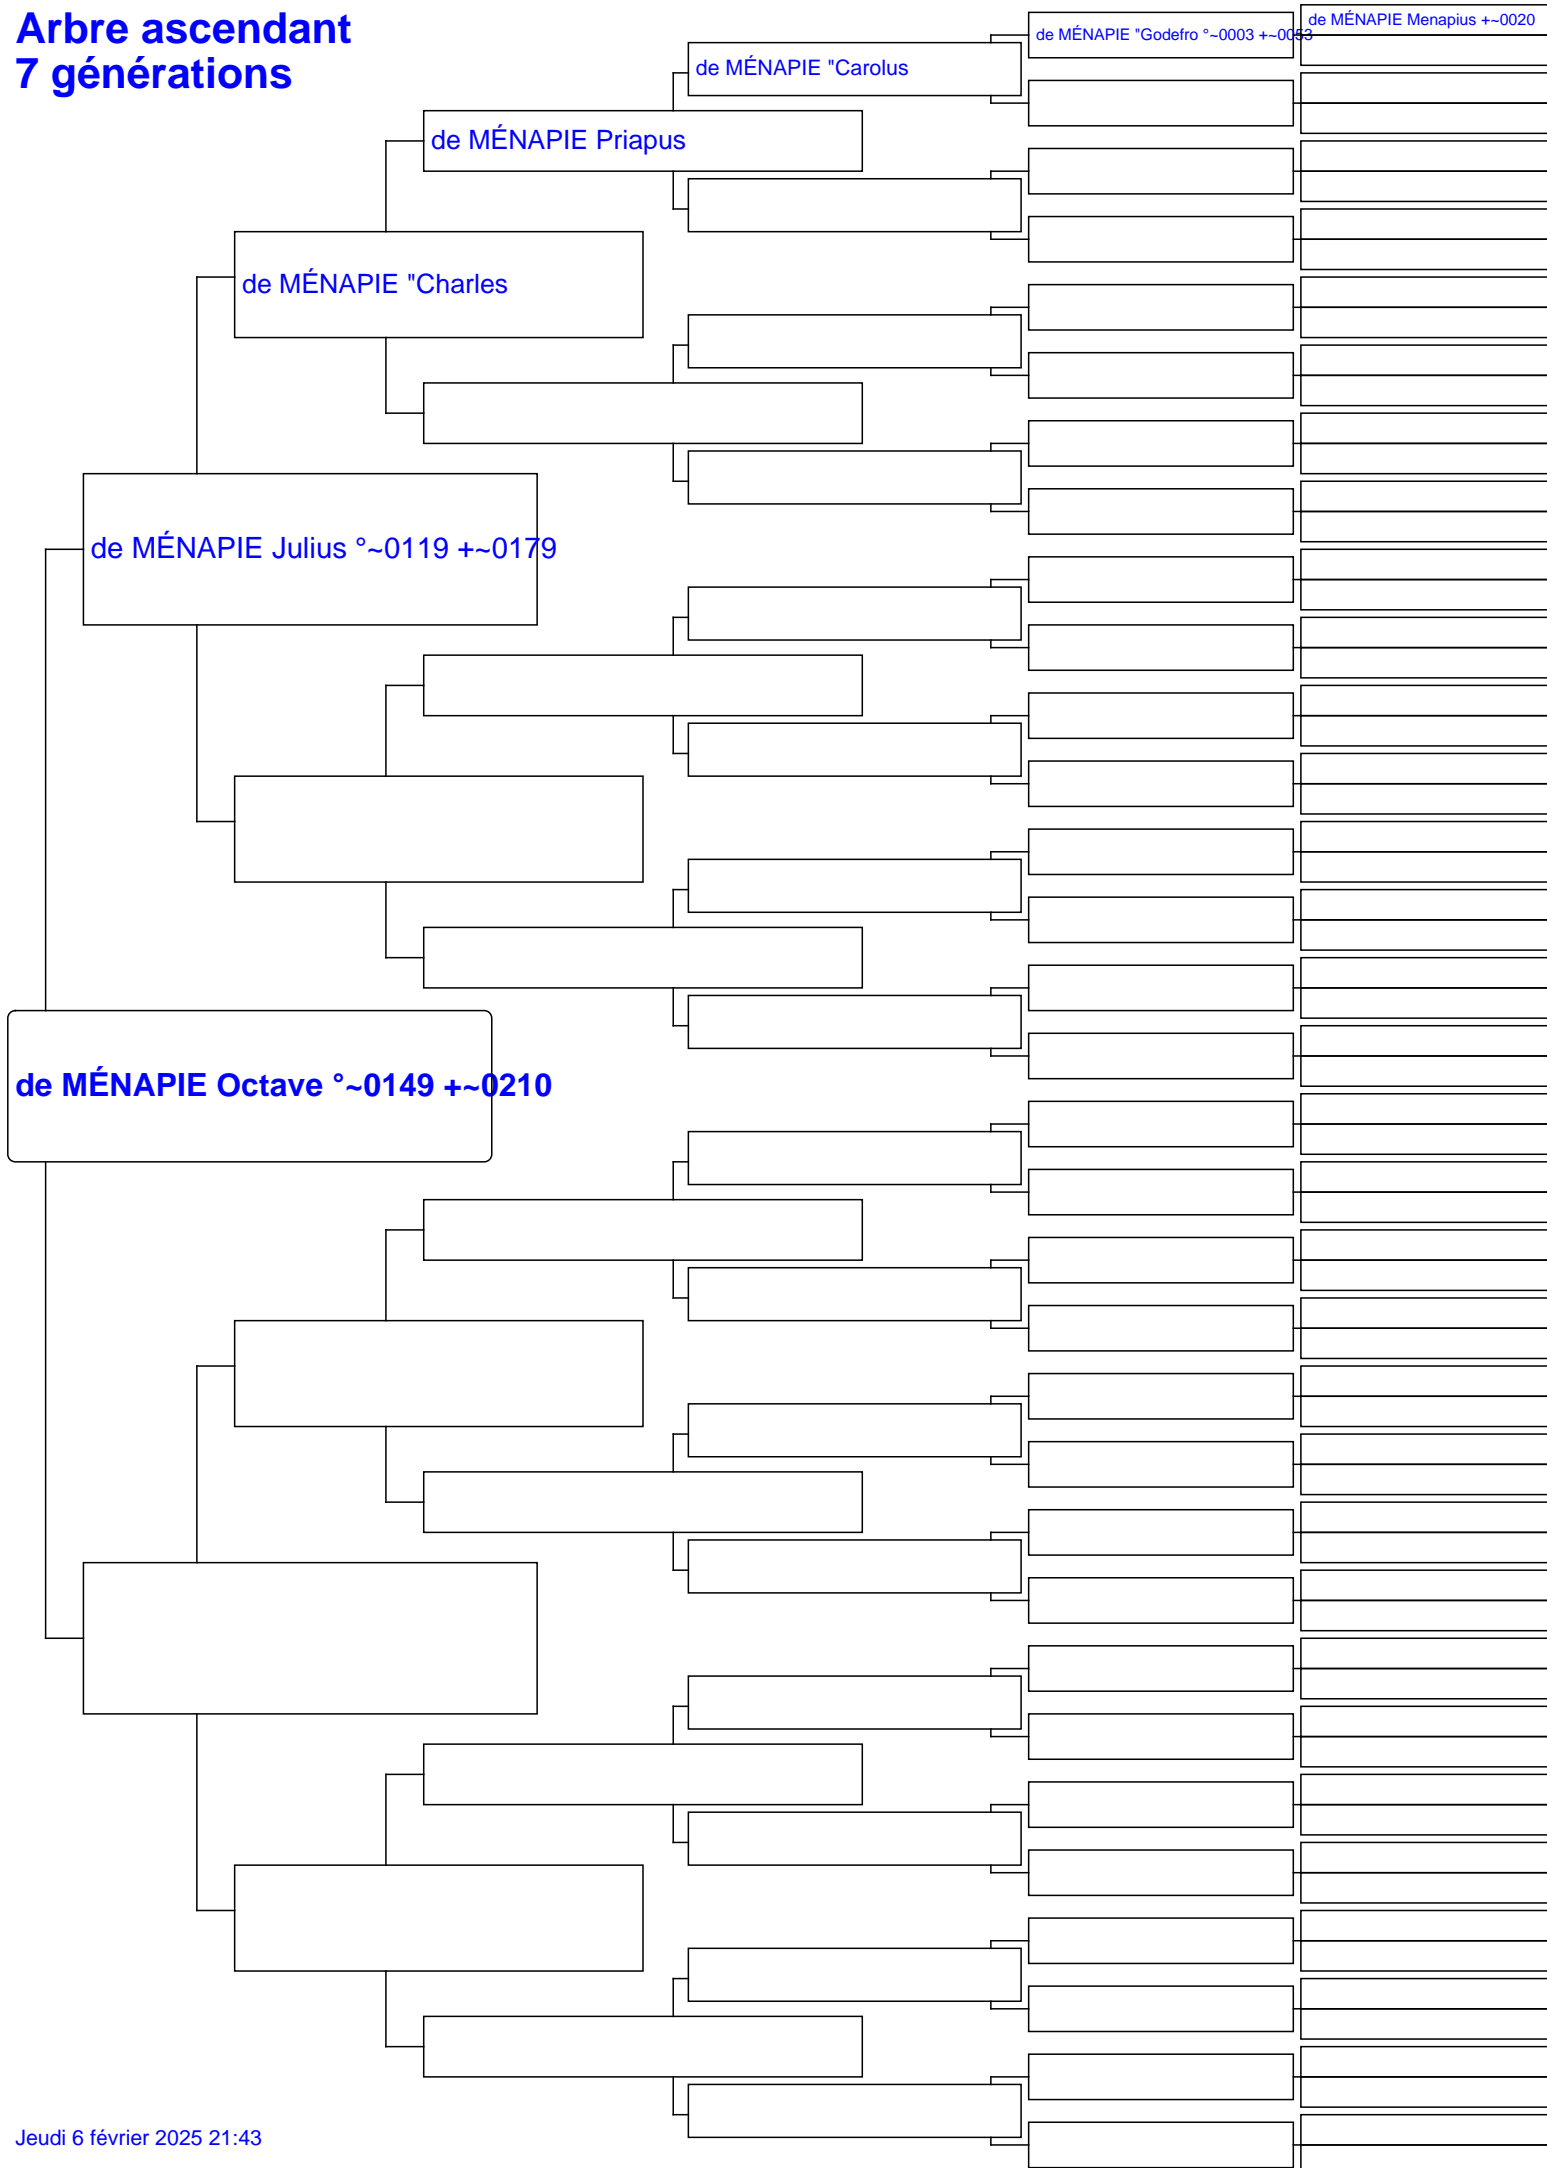 Arbre ascendant
7 générations
de MÉNAPIE Menapius +~0020
de MÉNAPIE "Godefro °~0003 +~0053
de MÉNAPIE "Carolus
de MÉNAPIE Priapus
de MÉNAPIE "Charles
de MÉNAPIE Julius °~0119 +~0179
de MÉNAPIE Octave °~0149 +~0210
Jeudi 6 février 2025 21:43